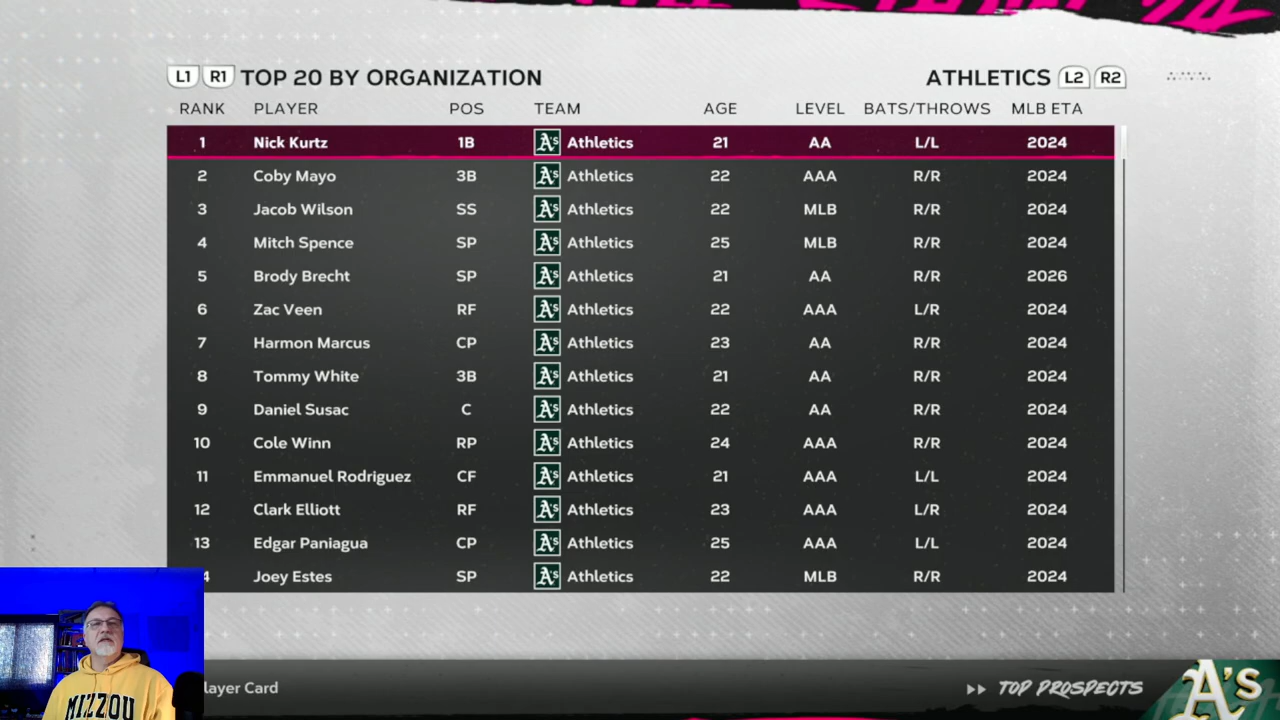 L1 R1 TOP 20 BY ORGANIZATION ATHLETICS L2 R2
RANK PLAYER POS TEAM AGE LEVEL BATS/THROWS MLB ETA
1 Nick Kurtz 1B A's Athletics 21 AA L/L 2024
2 Coby Mayo 3B A's Athletics 22 AAA R/R 2024
3 Jacob Wilson SS A's Athletics 22 MLB R/R 2024
4 Mitch Spence SP A's Athletics 25 MLB R/R 2024
5 Brody Brecht SP A's Athletics 21 AA R/R 2026
6 Zac Veen RF A's Athletics 22 AAA L/R 2024
7 Harmon Marcus CP A's Athletics 23 AA R/R 2024
8 Tommy White 3B A's Athletics 21 AA R/R 2024
9 Daniel Susac C A's Athletics 22 AA R/R 2024
10 Cole Winn RP A's Athletics 24 AAA R/R 2024
11 Emmanuel Rodriguez CF A's Athletics 21 AAA L/L 2024
12 Clark Elliott RF A's Athletics 23 AAA L/R 2024
13 Edgar Paniagua CP A's Athletics 25 AAA L/L 2024
4 Joey Estes SP A's Athletics 22 MLB R/R 2024
MIZZOU
layer Card
TOP PROSPECTS
A's